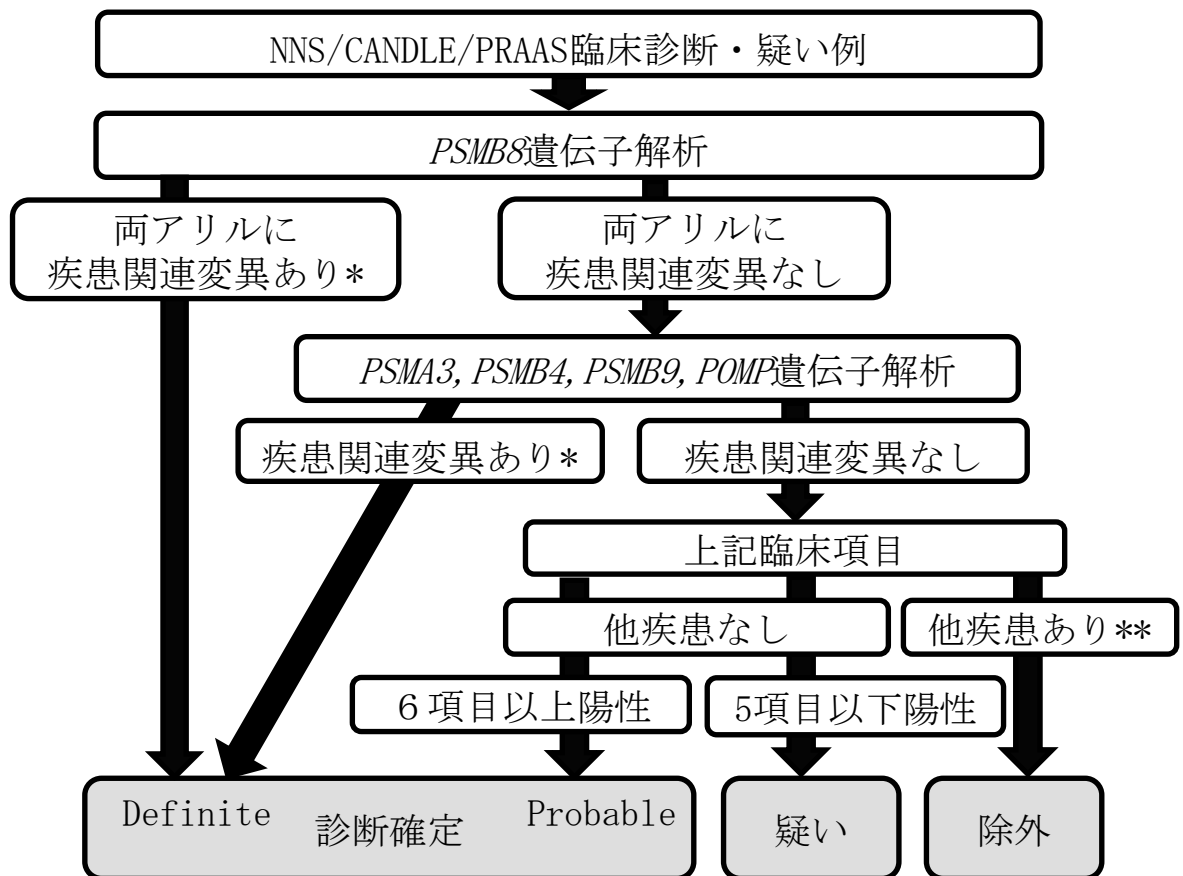 NNS/CANDLE/PRAAS臨床診断・疑い例
PSMB8遺伝子解析
両アリルに
疾患関連変異あり*
両アリルに
疾患関連変異なし
PSMA3, PSMB4, PSMB9, POMP遺伝子解析
疾患関連変異あり*
疾患関連変異なし
上記臨床項目
他疾患なし
他疾患あり**
6項目以上陽性
5項目以下陽性
Definite 診断確定 Probable
疑い
除外